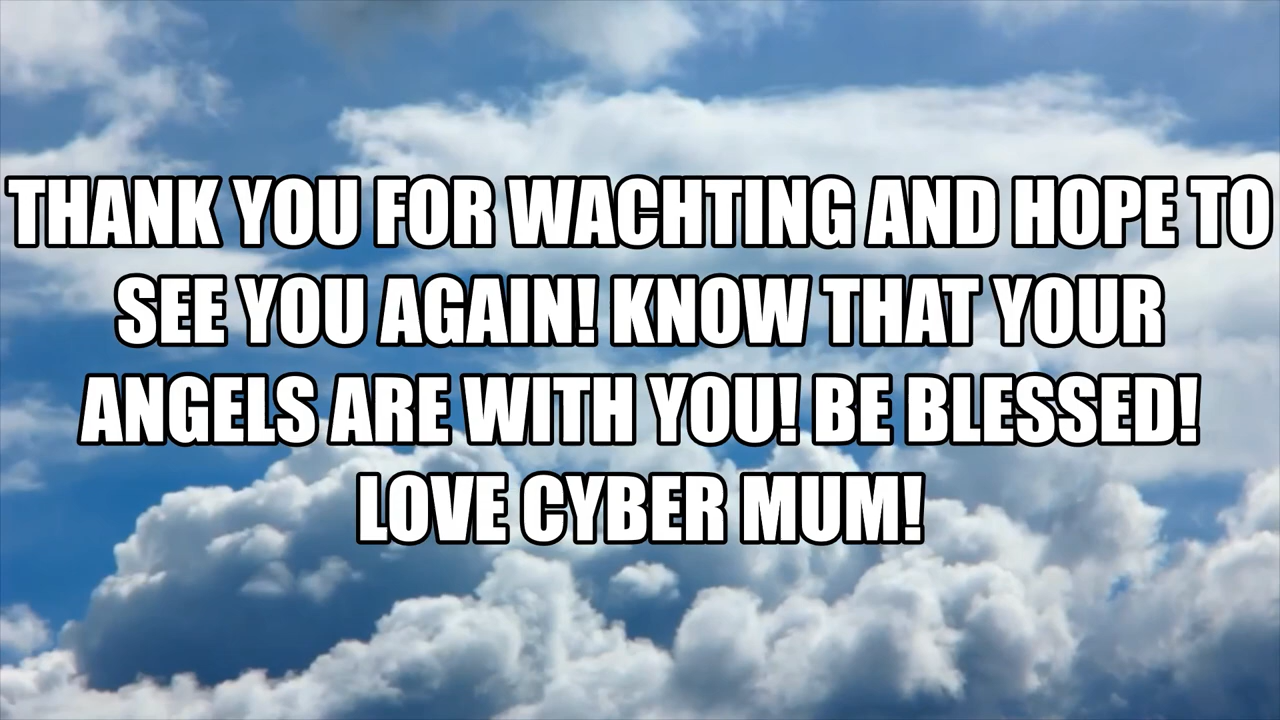 THANK YOU FOR WACHTING AND HOPE TO
SEE YOU AGAIN! KNOW THAT YOUR
ANGELS ARE WITH YOU! BE BLESSED!
LOVE CYBER MUM!